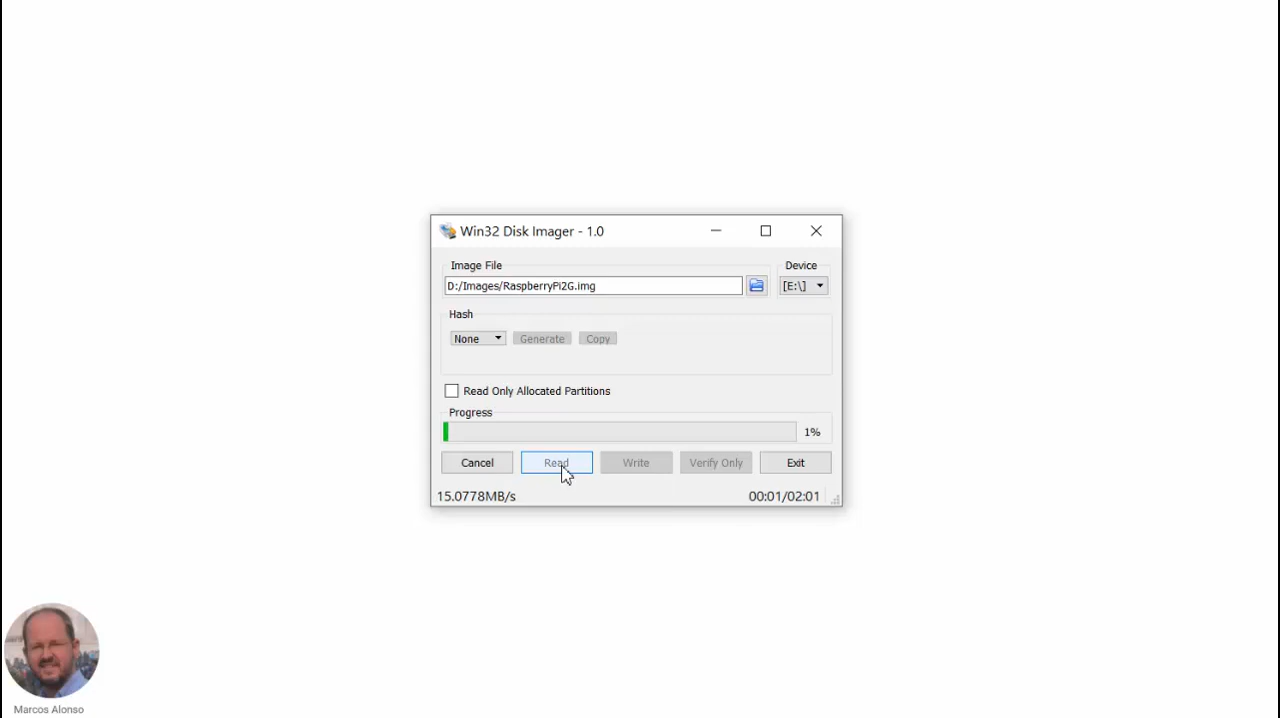 Win32 Disk Imager - 1.0
Image File
Device
D:/Images/RaspberryPi2G.img
[E:\]
Hash
None
Generate
Copy
Read Only Allocated Partitions
Progress
1%
Cancel
Read
Write
Verify Only
Exit
15.0778MB/s
00:01/02:01
Marcos Alonso